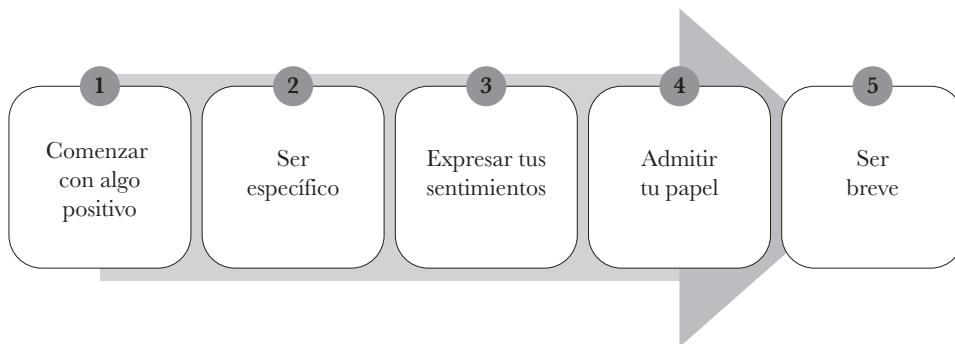 1
Comenzar
con algo
positivo
2
Ser
específico
3
Expresar tus
sentimientos
4
Admitir
tu papel
5
Ser
breve